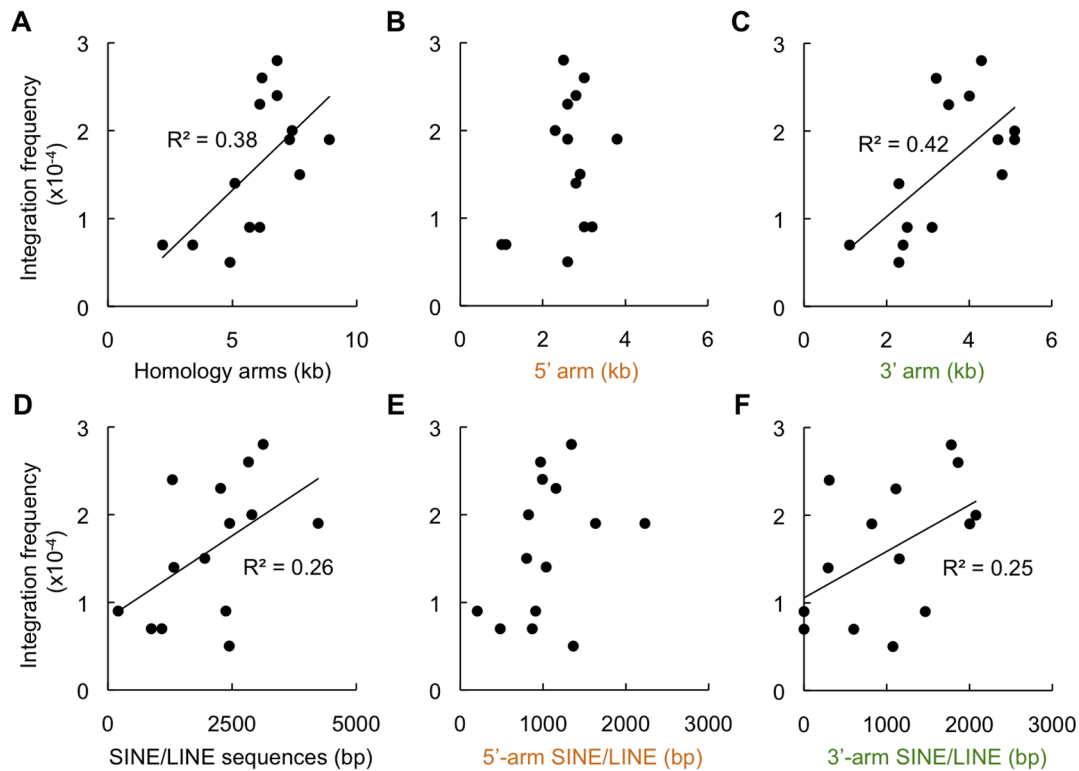 A
B
C
Integration frequency
(x10-4)
3
2
1
0
R² = 0.38
0
5
10
Homology arms (kb)
3
2
1
0
0
2
4
6
5’ arm (kb)
3
2
1
0
R² = 0.42
0
2
4
6
3’ arm (kb)
D
E
F
Integration frequency
(x10-4)
3
2
1
0
R² = 0.26
0
2500
5000
SINE/LINE sequences (bp)
3
2
1
0
0
1000
2000
3000
5’-arm SINE/LINE (bp)
3
2
1
0
R² = 0.25
0
1000
2000
3000
3’-arm SINE/LINE (bp)